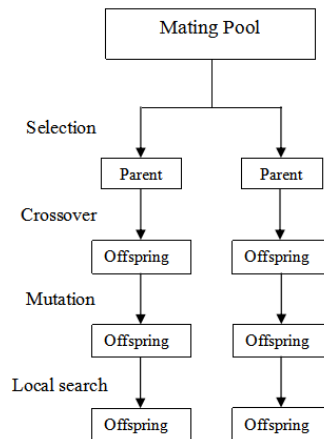 Mating Pool
Selection
Parent Parent
Crossover
Offspring Offspring
Mutation
Offspring Offspring
Local search
Offspring Offspring